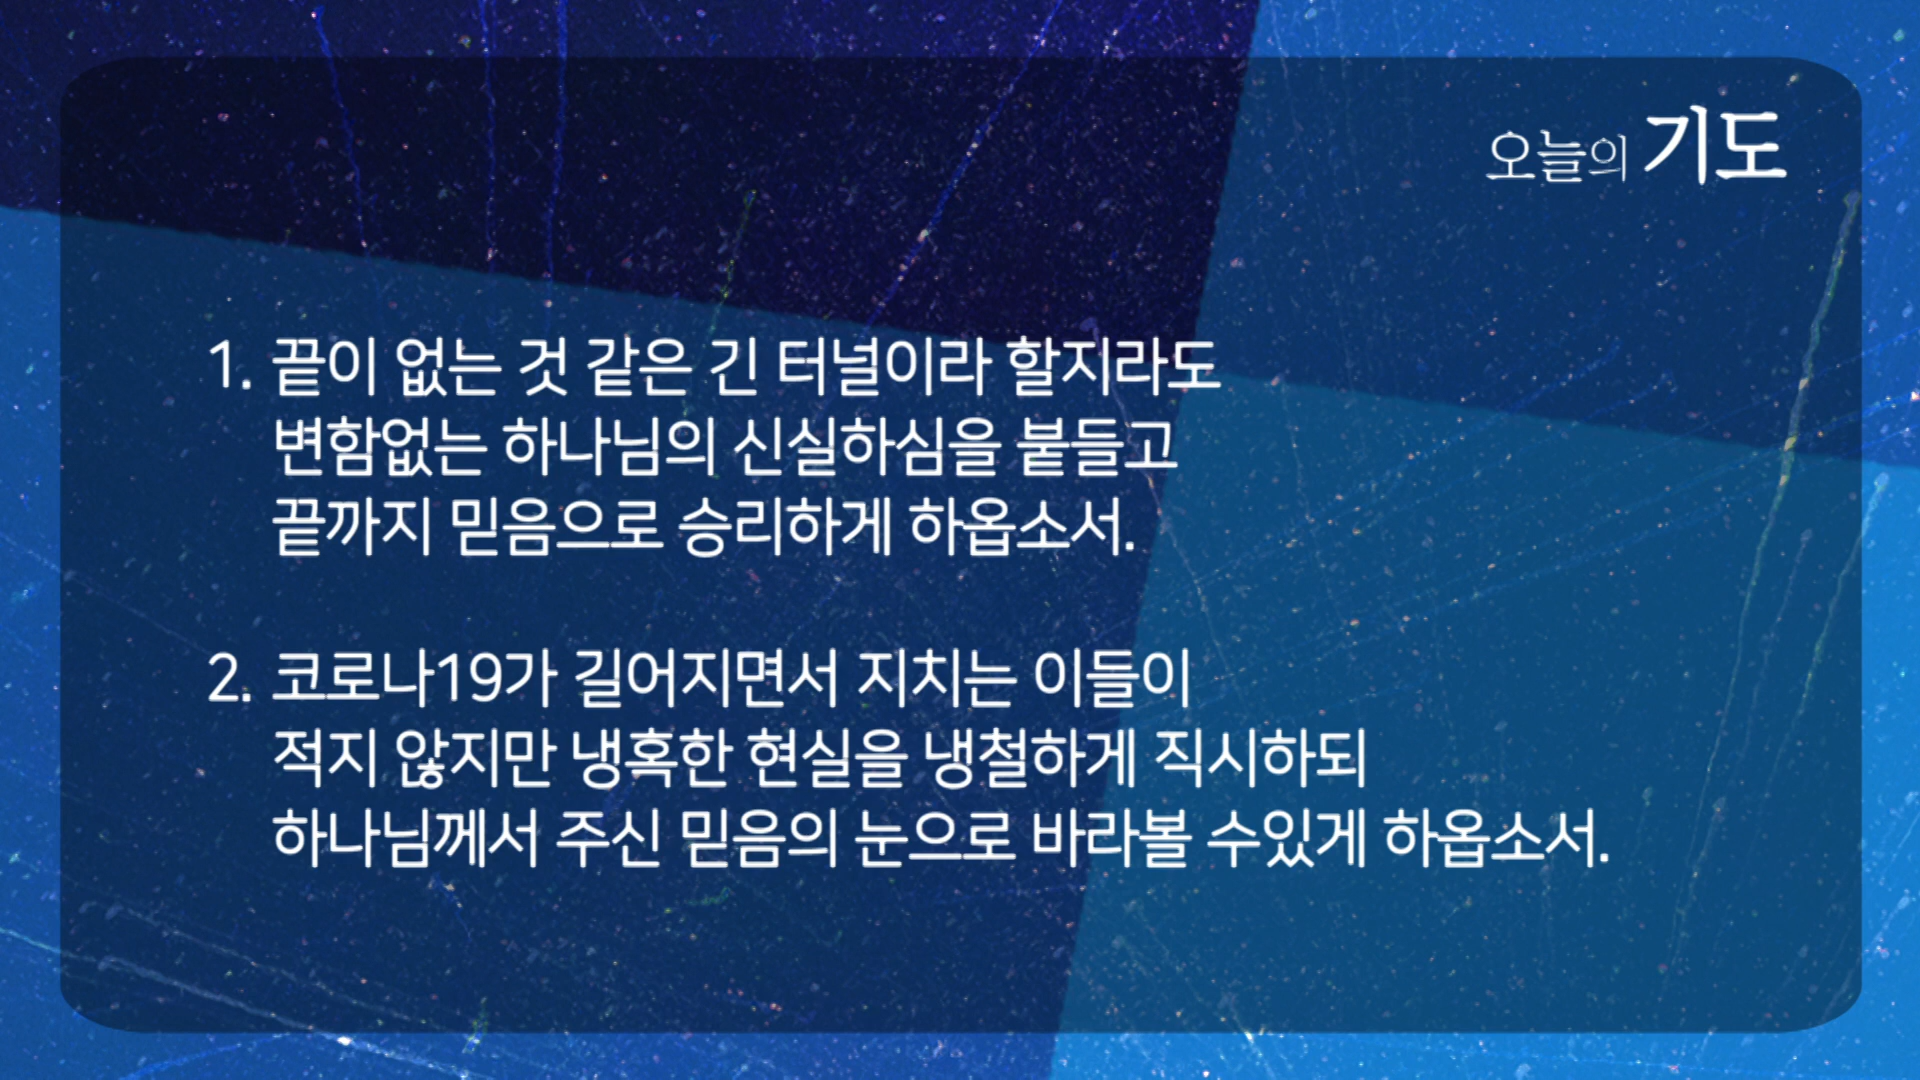 오늘의 기도
1. 끝이 없는 것 같은 긴 터널이라 할지라도
변함없는 하나님의 신실하심을 붙들고
끝까지 믿음으로 승리하게 하옵소서.
2. 코로나19가 길어지면서 지치는 이들이
적지 않지만 냉혹한 현실을 냉철하게 직시하되
하나님께서 주신 믿음의 눈으로 바라볼 수있게 하옵소서.